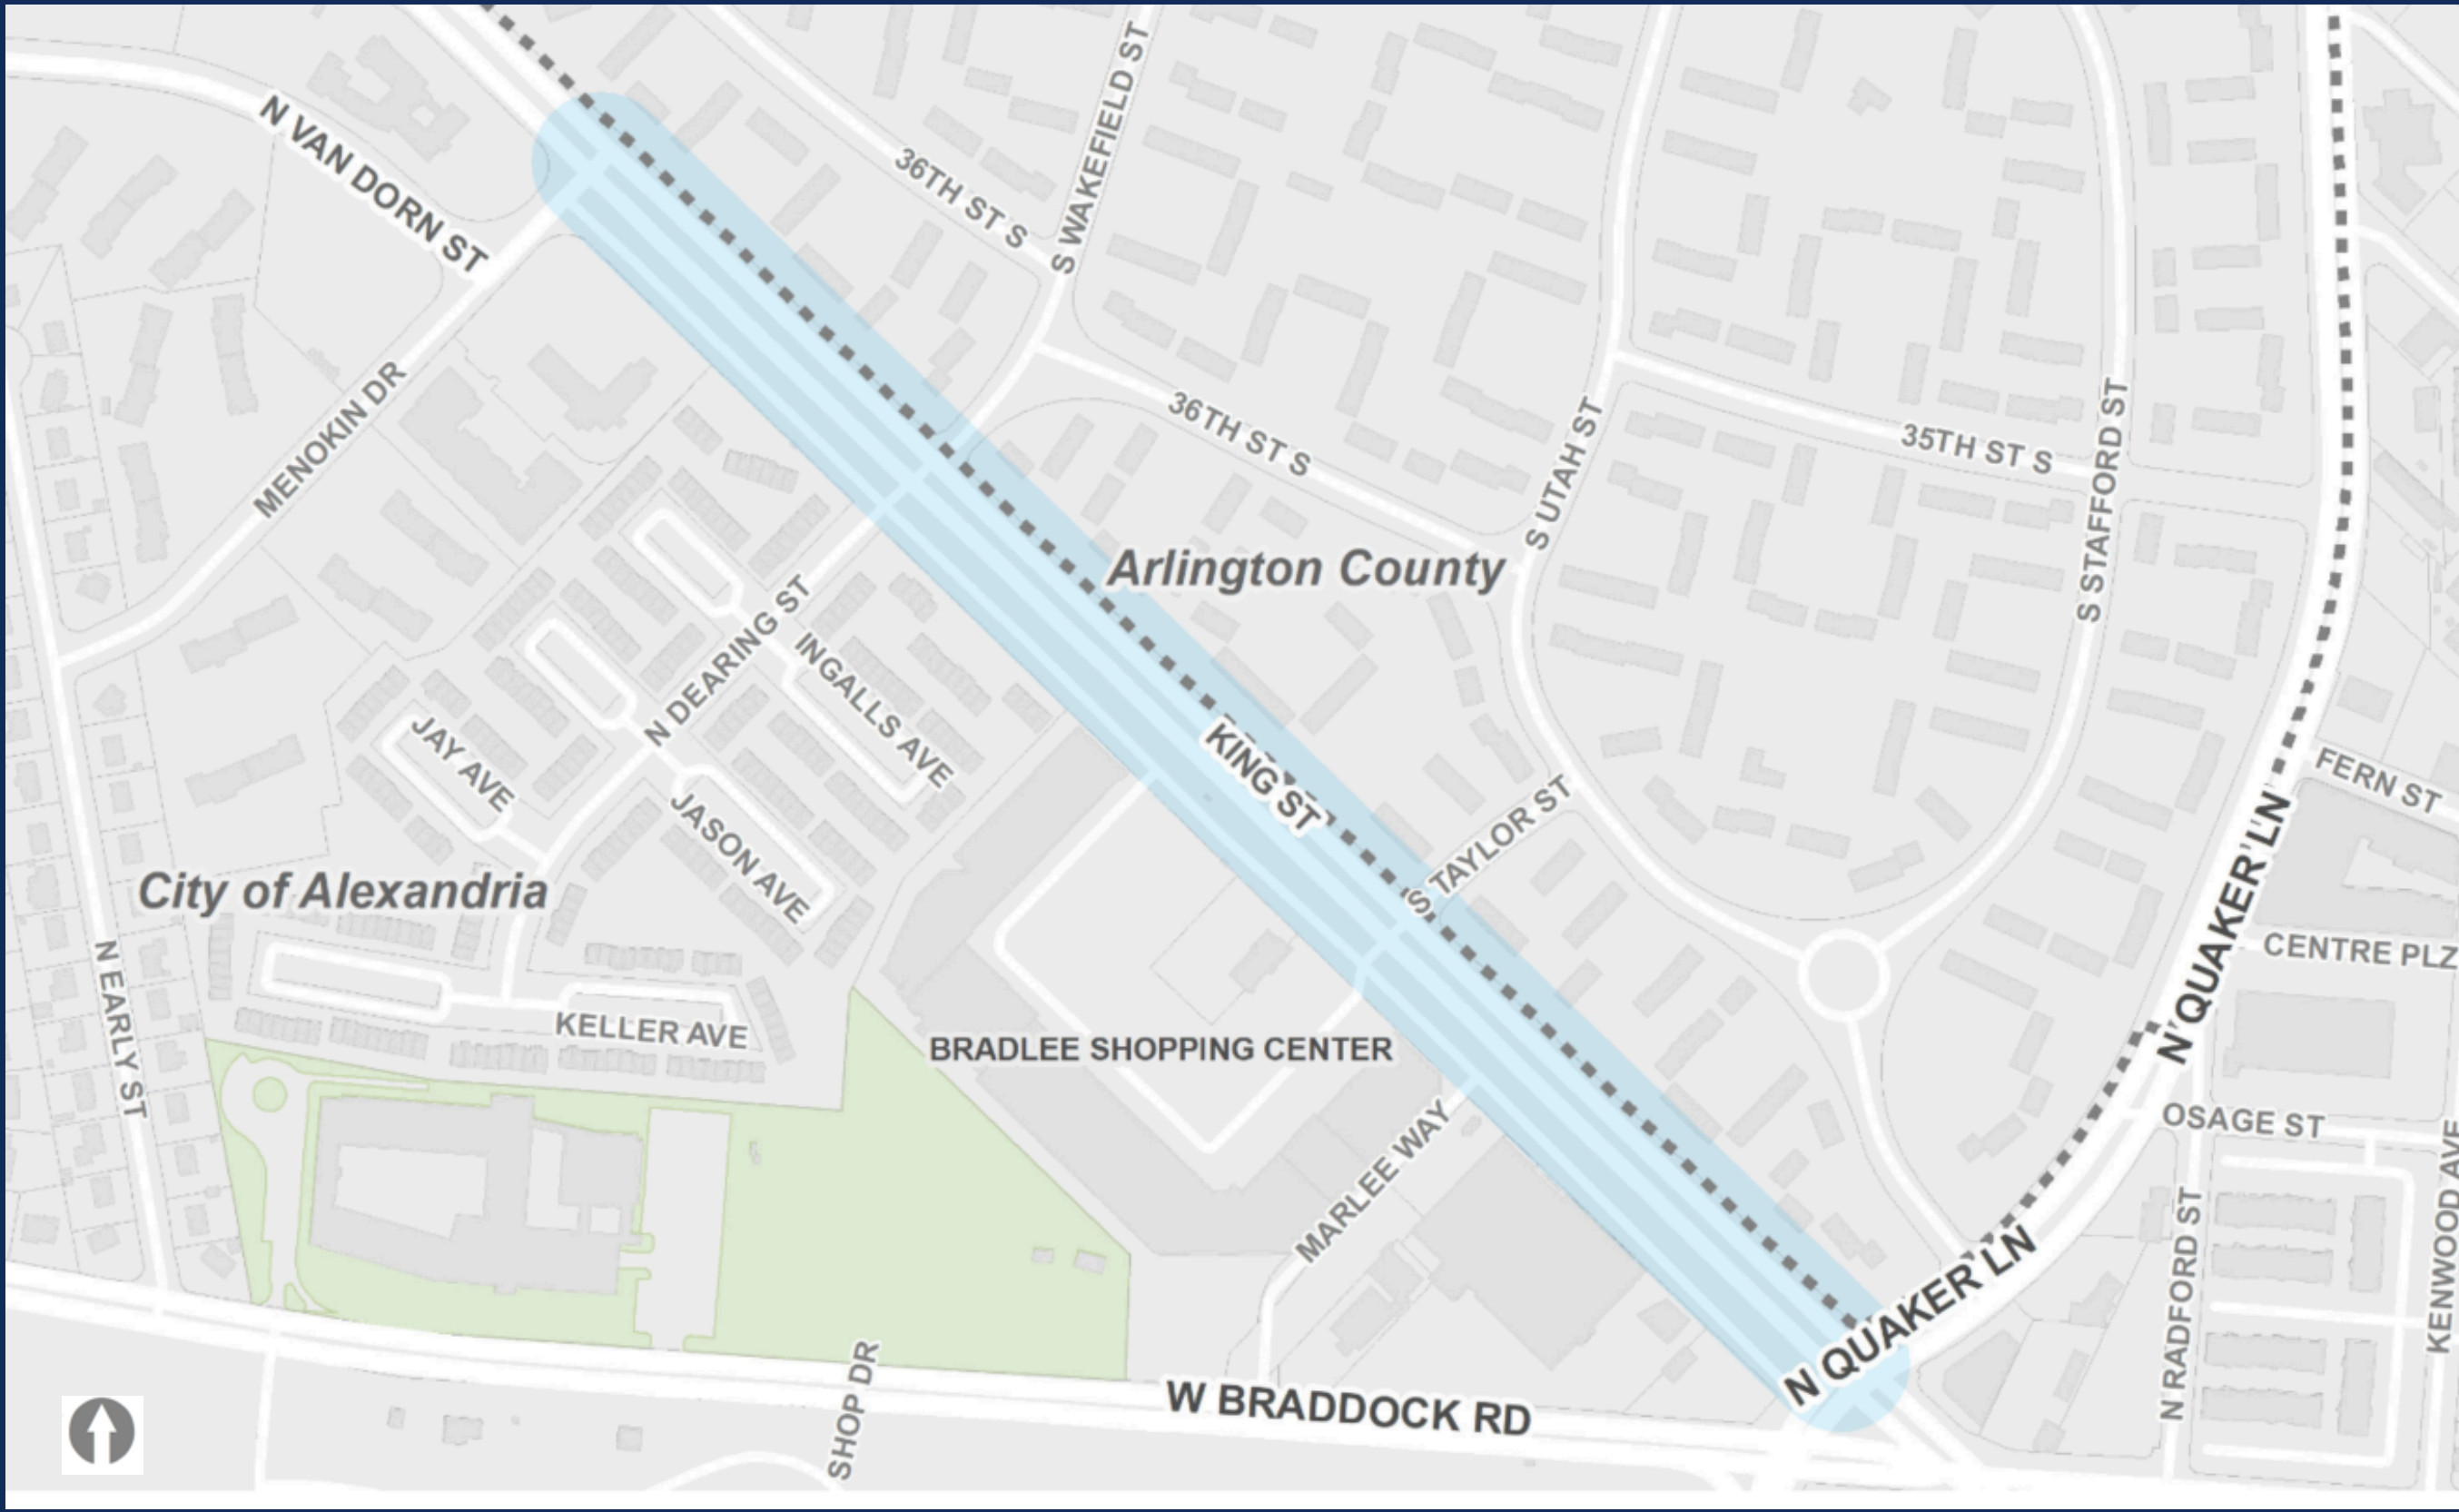 N VAN DORN ST
36TH ST S
S WAKEFIELD ST
MENOKIN DR
36TH ST S
S UTAH ST
35TH ST S
S STAFFORD ST
Arlington County
N DEARING ST
INGALLS AVE
JAY AVE
JASON AVE
KING ST
S TAYLOR ST
FERN ST
N QUAKER LN
City of Alexandria
N EARLY ST
CENTRE PLZ
KELLER AVE
BRADLEE SHOPPING CENTER
OSAGE ST
MARLEE WAY
N QUAKER LN
N RADFORD ST
KENWOOD AVE
SHOP DR
W BRADDOCK RD